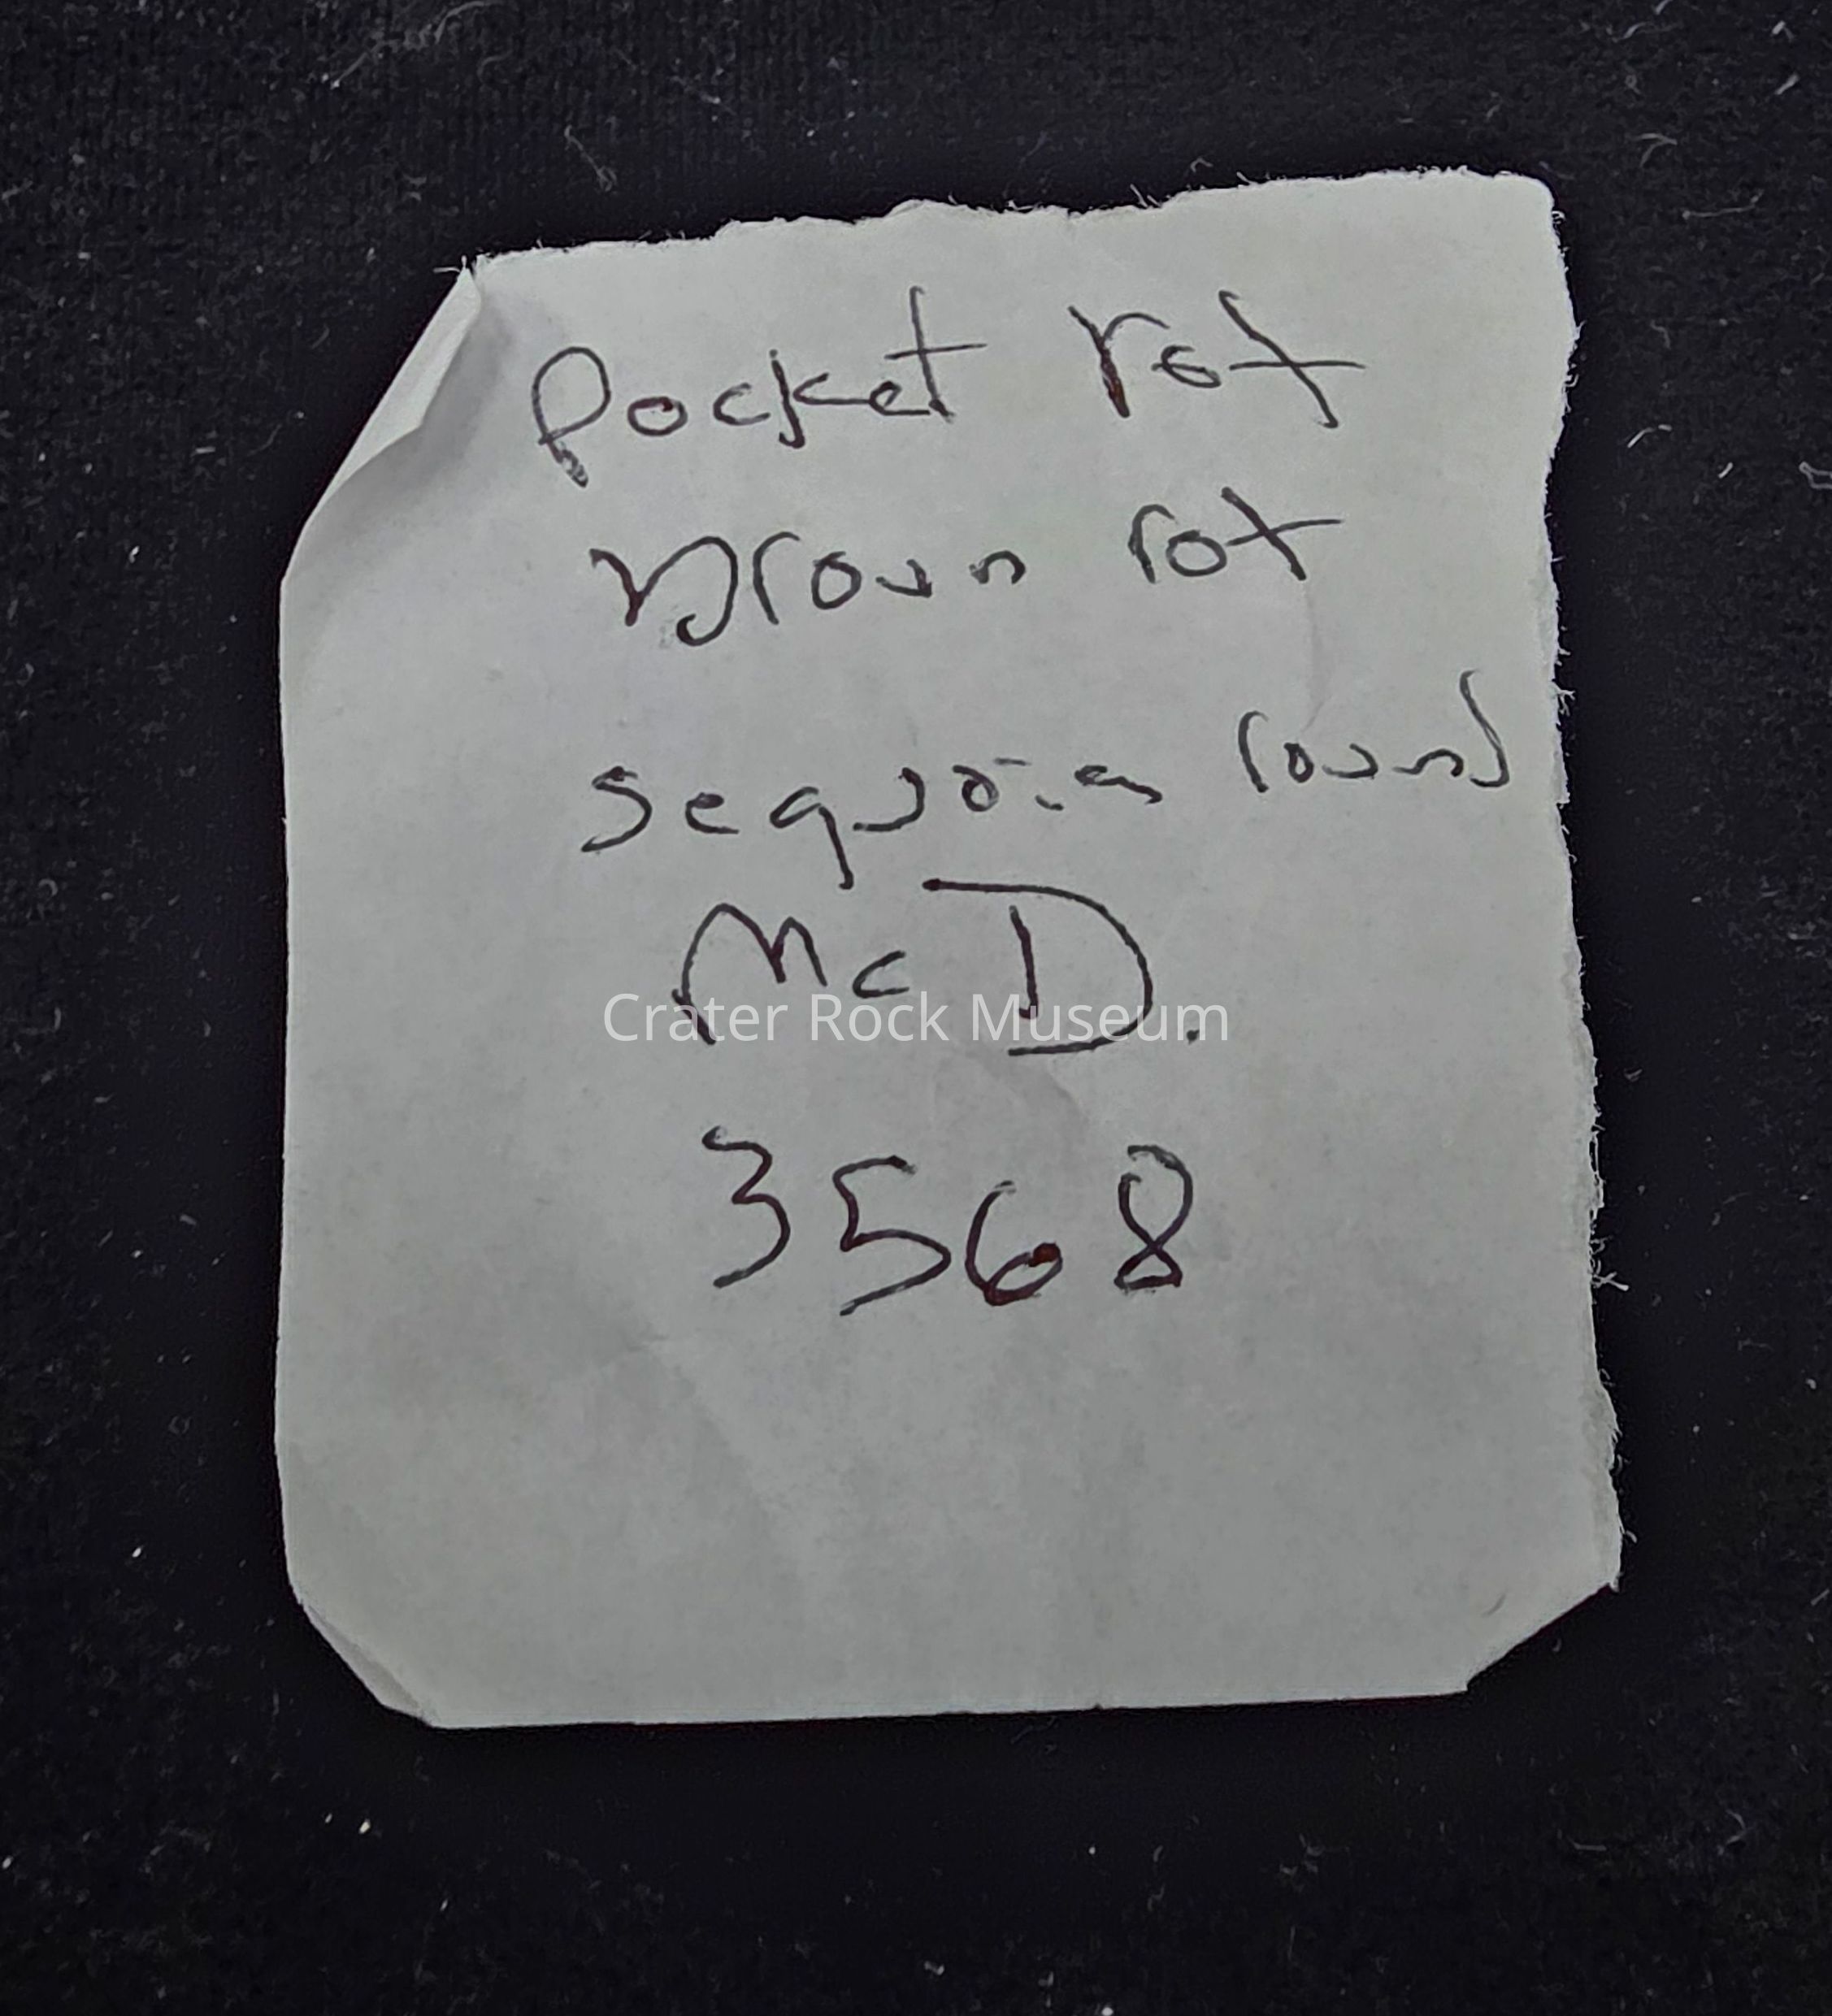 Pocket rot
Brown rot
sequoia round
McD.
Crater Rock Museum
3568